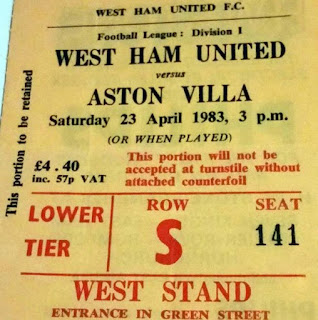 WEST HAM UNITED F.C.
Football League : Division I
WEST HAM UNITED
versus
ASTON VILLA
Saturday 23 April 1983, 3 p.m.
(OR WHEN PLAYED)
This portion to be retained
£4.40
inc. 57p VAT
This portion will not be
accepted at turnstile without
attached counterfoil
LOWER
TIER
ROW
S
SEAT
141
WEST STAND
ENTRANCE IN GREEN STREET